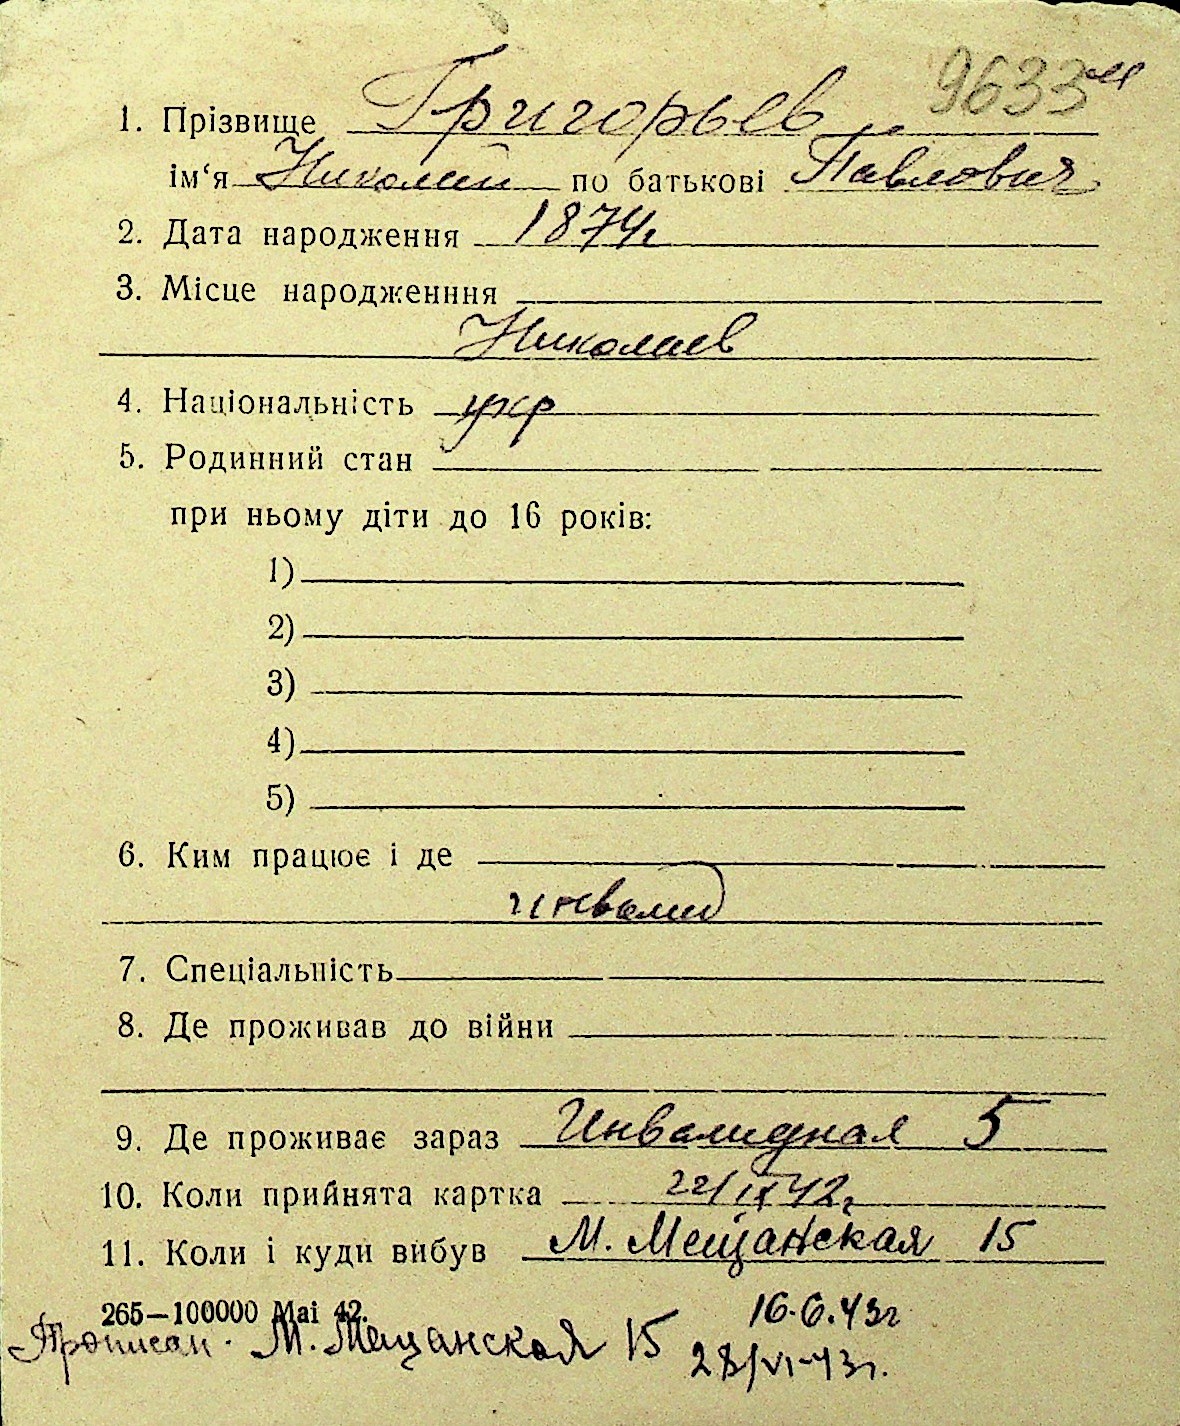 9633
1. Прізвище Григорьев
ім‘я Николай по батькові Павлович
2. Дата народження 1874г
3. Місце народженння
Николаев
4. Національність укр
5. Родинний стан
при ньому діти до 16 років:
1)
2)
3)
4)
5)
6. Ким працює і де
инвалид
7. Спеціальність
8. Де проживав до війни
9. Де проживає зараз Инвалидная 5
10. Коли прийнята картка 22/IX 42г
11. Коли і куди вибув М. Мещанская 15
265—100000 Mai 42. 16.6.43г
Прописан. М. Мещанской 15 28/VI-43г.